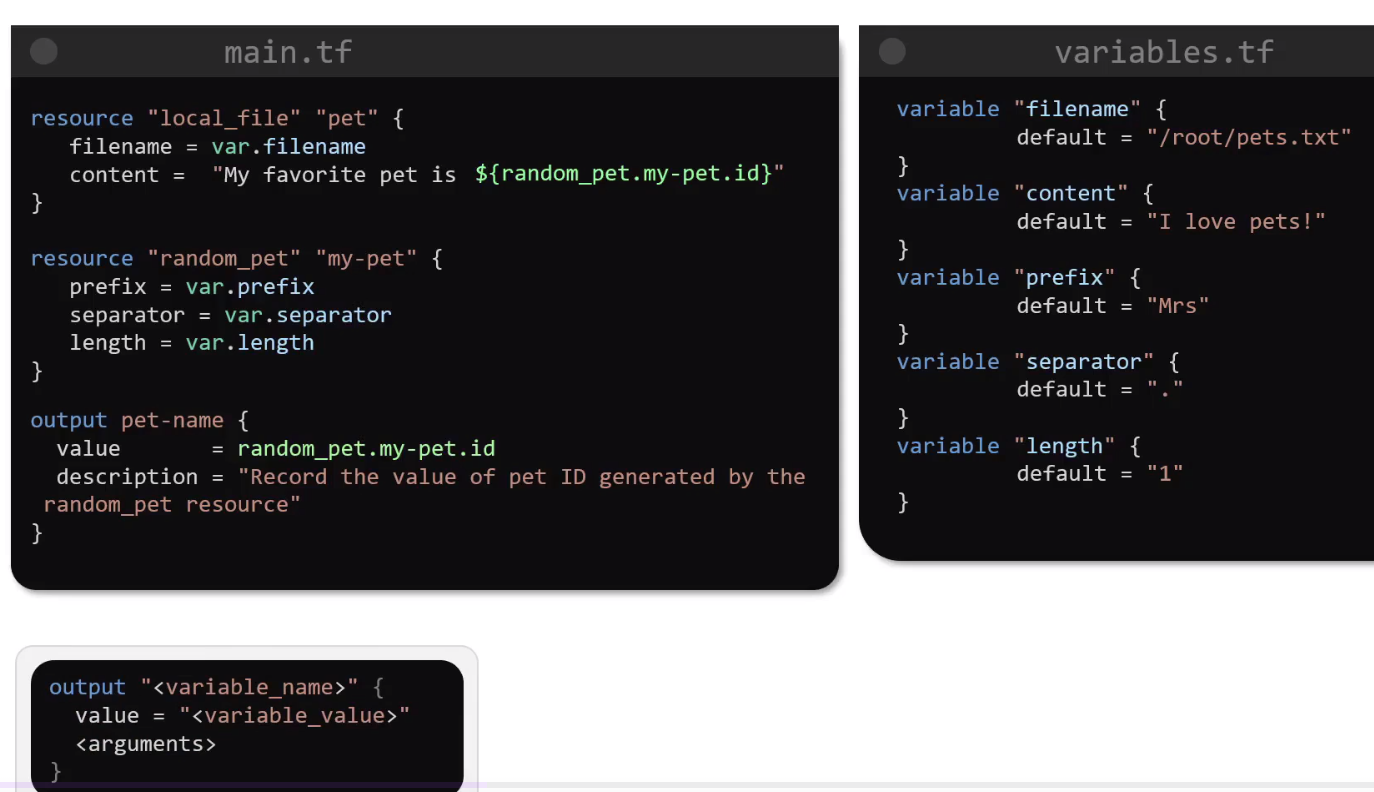 main.tf
resource "local_file" "pet" {
   filename = var.filename
   content =  "My favorite pet is ${random_pet.my-pet.id}"
}
resource "random_pet" "my-pet" {
   prefix = var.prefix
   separator = var.separator
   length = var.length
}
output pet-name {
  value       = random_pet.my-pet.id
  description = "Record the value of pet ID generated by the
 random_pet resource"
}
variables.tf
variable "filename" {
         default = "/root/pets.txt"
}
variable "content" {
         default = "I love pets!"
}
variable "prefix" {
         default = "Mrs"
}
variable "separator" {
         default = "."
}
variable "length" {
         default = "1"
}
output "<variable_name>" {
  value = "<variable_value>"
  <arguments>
}